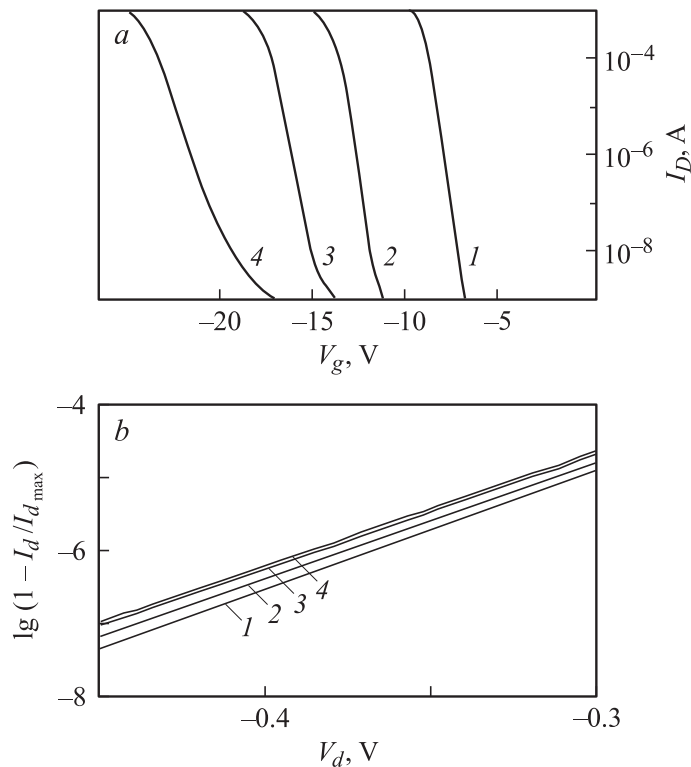 a
10⁻⁴
10⁻⁶
10⁻⁸
I_D, A
4 3 2 1
−20 −15 −10 −5
V_g, V
b
−4
−6
−8
lg (1 − I_d/I_{d max})
1 2 3 4
−0.4 −0.3
V_d, V